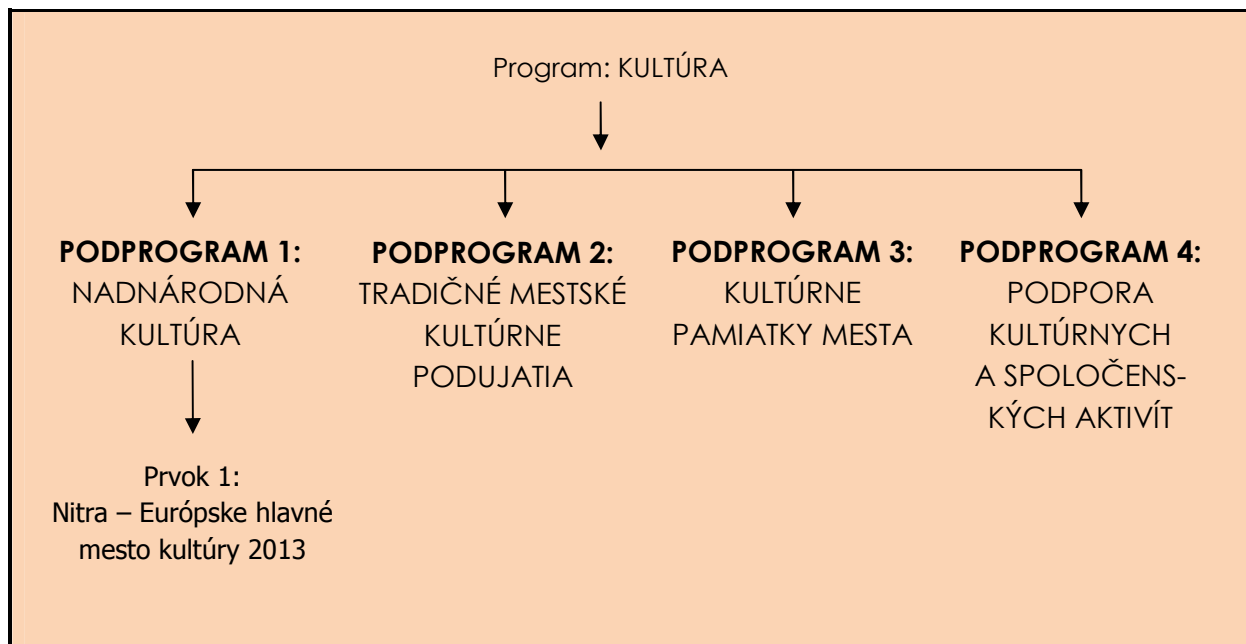 Program: KULTÚRA
PODPROGRAM 1:
NADNÁRODNÁ
KULTÚRA
PODPROGRAM 2:
TRADIČNÉ MESTSKÉ
KULTÚRNE
PODUJATIA
PODPROGRAM 3:
KULTÚRNE
PAMIATKY MESTA
PODPROGRAM 4:
PODPORA
KULTÚRNYCH
A SPOLOČENS-
KÝCH AKTIVÍT
Prvok 1:
Nitra – Európske hlavné
mesto kultúry 2013